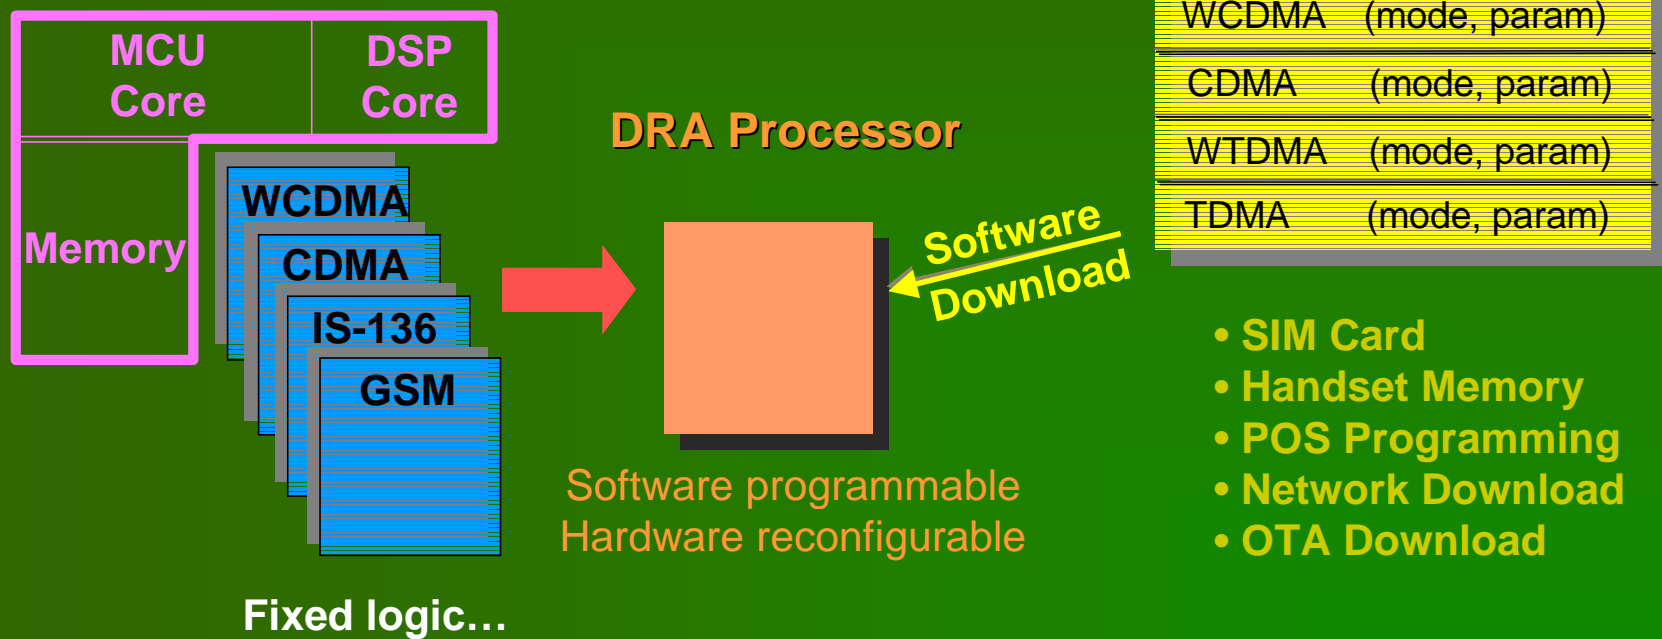 MCU
Core
DSP
Core
Memory
WCDMA
CDMA
IS-136
GSM
Fixed logic…
DRA Processor
Software programmable
Hardware reconfigurable
Software
Download
WCDMA (mode, param)
CDMA (mode, param)
WTDMA (mode, param)
TDMA (mode, param)
• SIM Card
• Handset Memory
• POS Programming
• Network Download
• OTA Download